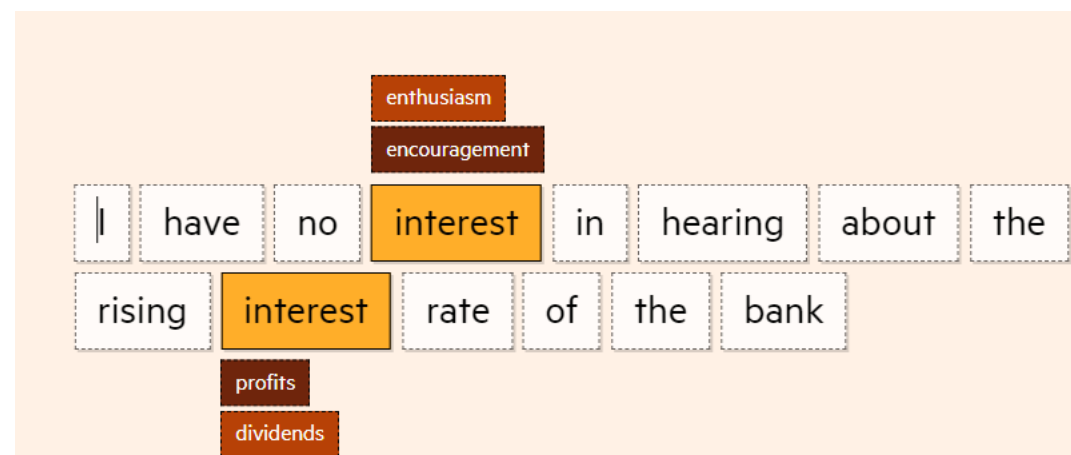 enthusiasm
encouragement
I have no interest in hearing about the
rising interest rate of the bank
profits
dividends